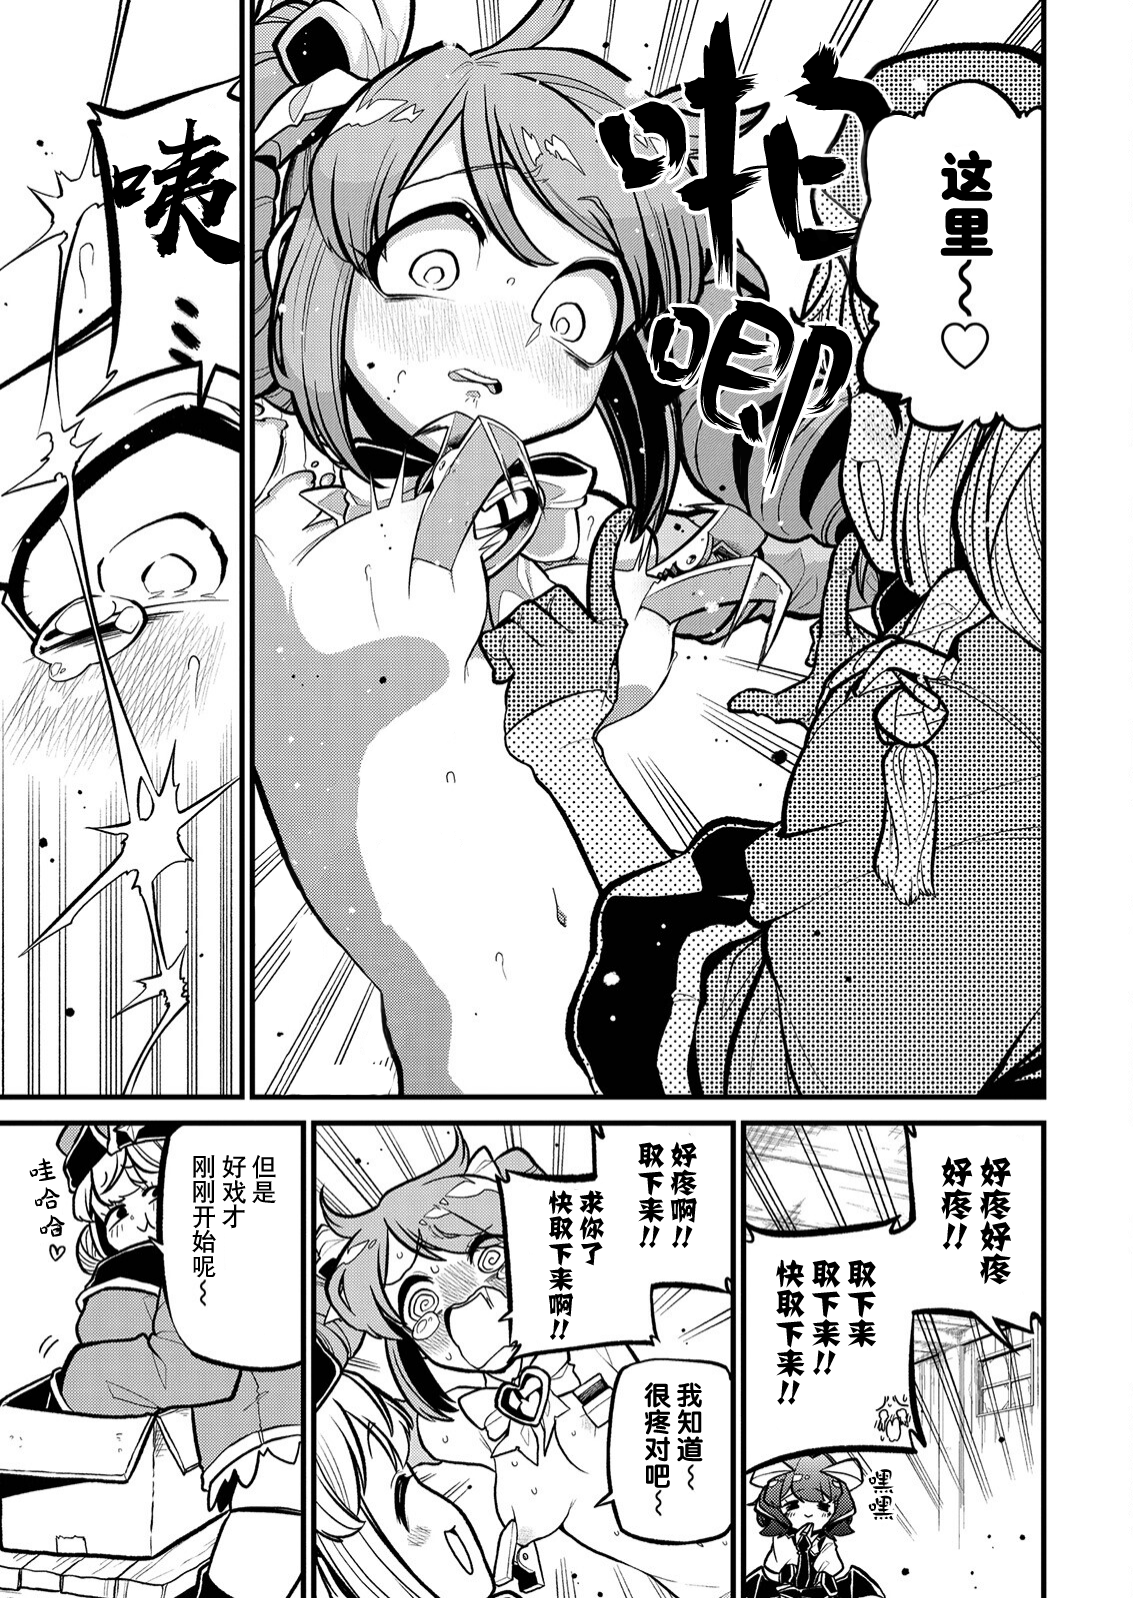 这里～♡
咔
唧
咦
好疼好疼
好疼!!
取下来
取下来!!
快取下来!!
嘿
嘿
好疼啊!!
取下来!!
求你了
快取下来啊!!
我知道～
很疼对吧～
但是
好戏才
刚刚开始呢～
哇
哈
哈♡